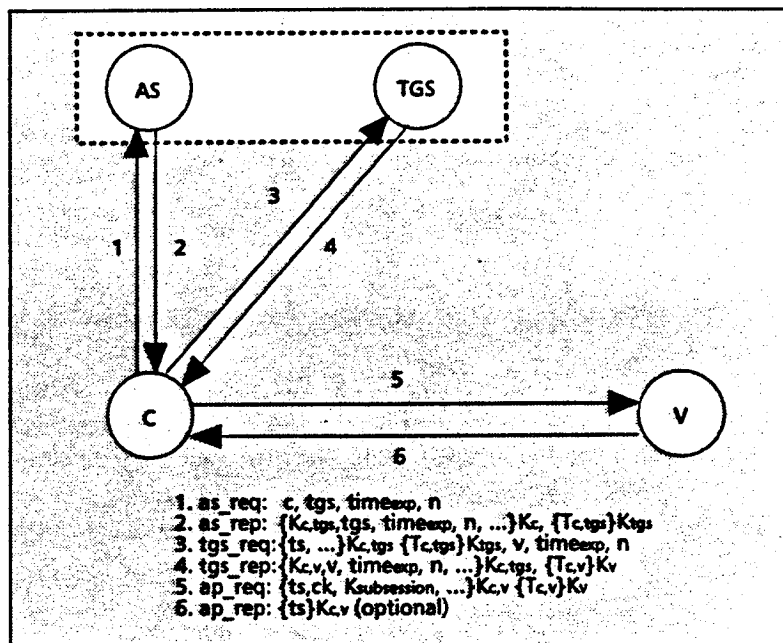 AS
TGS
3
1
2
4
5
C
V
6
1. as_req: c, tgs, timeexp, n
2. as_rep: {Kc,tgs,tgs, timeexp, n, ...}Kc, {Tc,tgs}Ktgs
3. tgs_req:{ts, ...}Kc,tgs {Tc,tgs}Ktgs, v, timeexp, n
4. tgs_rep:{Kc,v,v, timeexp, n, ...}Kc,tgs, {Tc,v}Kv
5. ap_req: {ts,ck, Ksubsession, ...}Kc,v {Tc,v}Kv
6. ap_rep: {ts}Kc,v (optional)